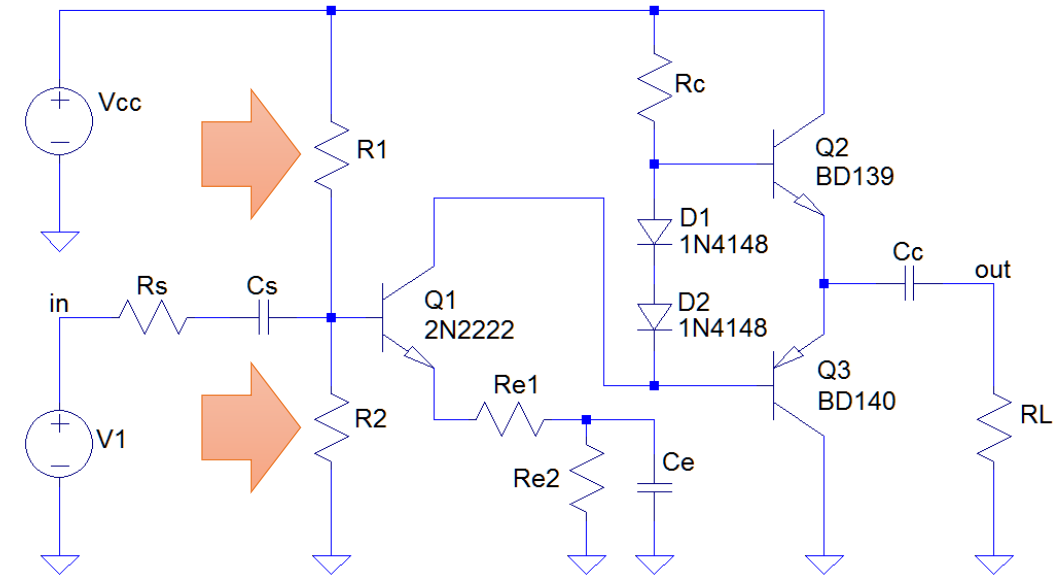 Vcc
R1
Rc
Q2
BD139
D1
1N4148
Cc
out
in
Rs
Cs
Q1
2N2222
D2
1N4148
Q3
BD140
Re1
V1
R2
RL
Re2
Ce